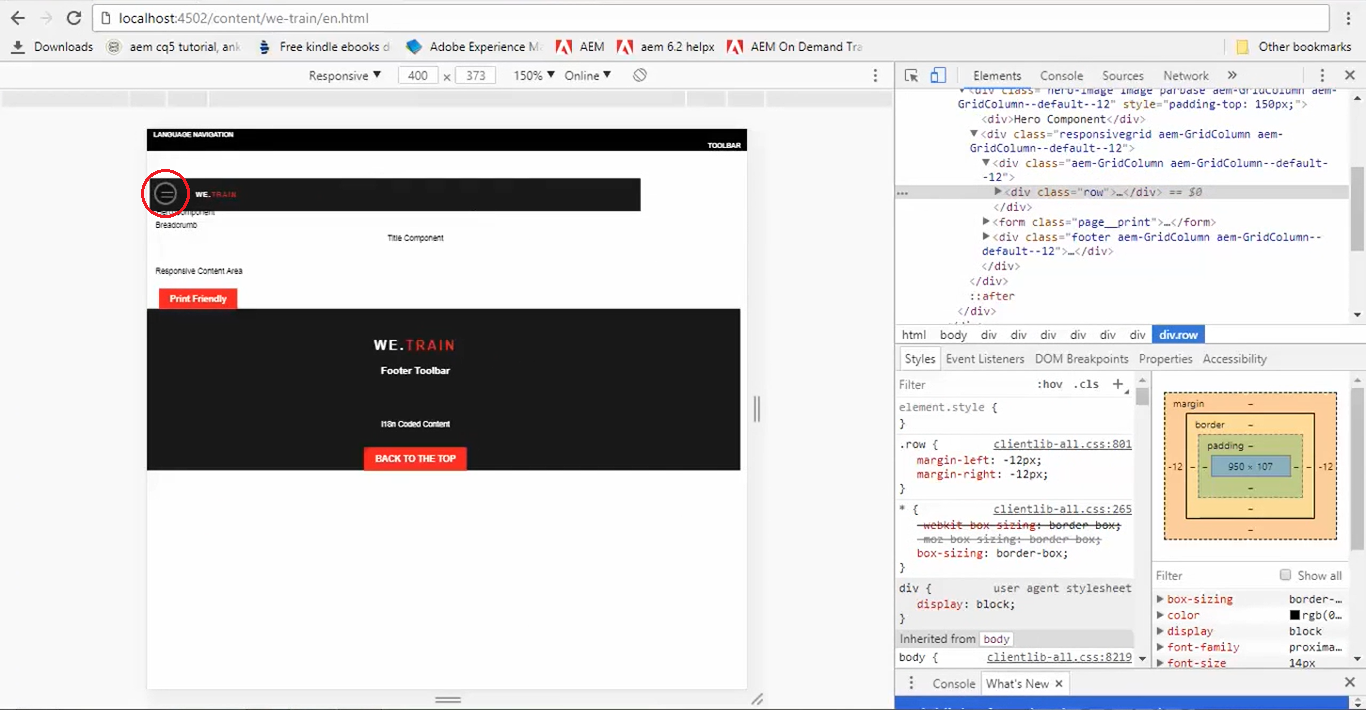 localhost:4502/content/we-train/en.html
Downloads aem cq5 tutorial, ank Free kindle ebooks d Adobe Experience M AEM aem 6.2 helpx AEM On Demand Tra Other bookmarks
Responsive ▼ 400 × 373 150% ▼ Online ▼
Elements Console Sources Network »
LANGUAGE NAVIGATION
TOOLBAR
WE.TRAIN
Hero Component
Breadcrumb
Title Component
Responsive Content Area
Print Friendly
WE.TRAIN
Footer Toolbar
I18n Coded Content
BACK TO THE TOP
<div class="hero-image image parbase aem-
GridColumn--default--12" style="padding-top: 150px;">
<div>Hero Component</div>
▼<div class="responsivegrid aem-GridColumn aem-
GridColumn--default--12">
▼<div class="aem-GridColumn aem-GridColumn--default-
-12">
… ▶<div class="row">…</div> == $0
</div>
▶<form class="page__print">…</form>
▶<div class="footer aem-GridColumn aem-GridColumn--
default--12">…</div>
</div>
</div>
::after
</div>
html body div div div div div div div.row
Styles Event Listeners DOM Breakpoints Properties Accessibility
Filter :hov .cls +
element.style {
}
.row { clientlib-all.css:801
margin-left: -12px;
margin-right: -12px;
}
* { clientlib-all.css:265
-webkit-box-sizing: border-box;
-moz-box-sizing: border-box;
box-sizing: border-box;
}
div { user agent stylesheet
display: block;
}
Inherited from body
body { clientlib-all.css:8219
margin –
border –
padding –
-12 – – 950 × 107 – – -12
–
–
–
Filter Show all
▶ box-sizing border-…
▶ color rgb(0…
▶ display block
▶ font-family proxima…
▶ font-size 14px
Console What's New ×